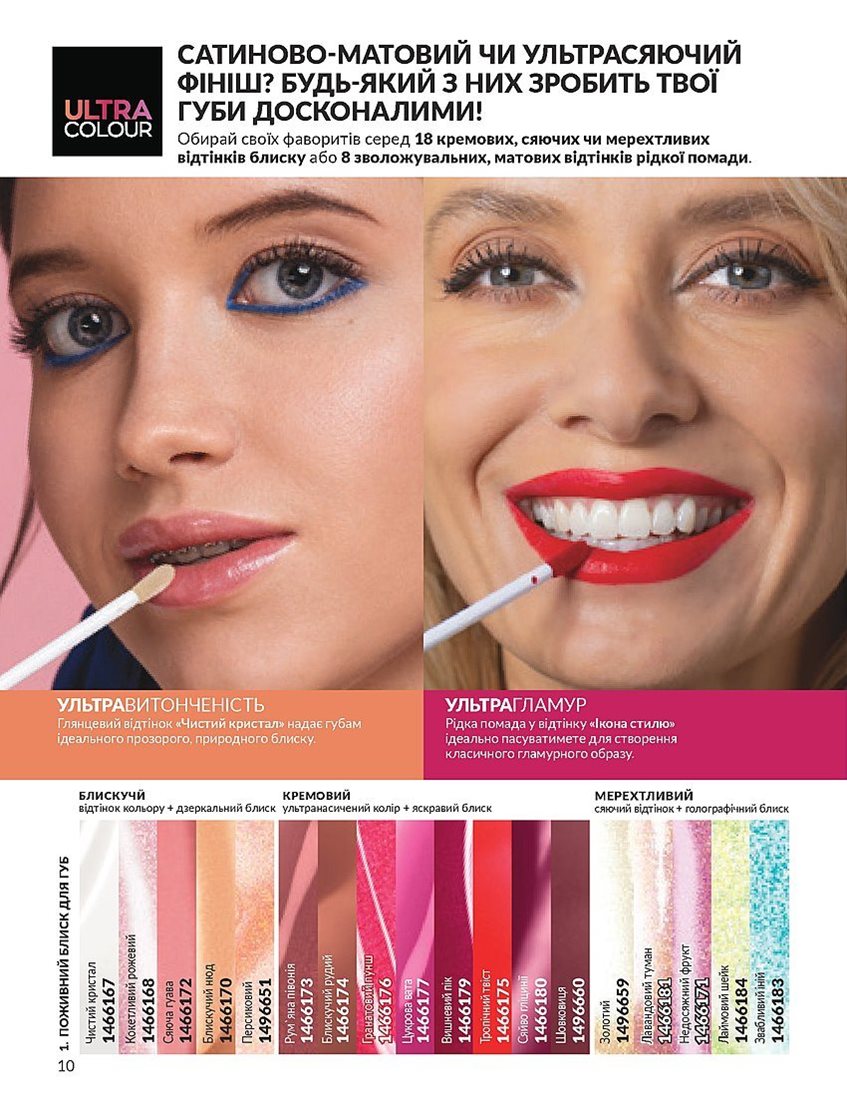 ULTRA
COLOUR
САТИНОВО-МАТОВИЙ ЧИ УЛЬТРАСЯЮЧИЙ
ФІНІШ? БУДЬ-ЯКИЙ З НИХ ЗРОБИТЬ ТВОЇ
ГУБИ ДОСКОНАЛИМИ!
Обирай своїх фаворитів серед 18 кремових, сяючих чи мерехтливих
відтінків блиску або 8 зволожувальних, матових відтінків рідкої помади.
УЛЬТРАВИТОНЧЕНІСТЬ
Глянцевий відтінок «Чистий кристал» надає губам
ідеального прозорого, природного блиску.
УЛЬТРАГЛАМУР
Рідка помада у відтінку «Ікона стилю»
ідеально пасуватимете для створення
класичного гламурного образу.
БЛИСКУЧЙ
відтінок кольору + дзеркальний блиск
КРЕМОВИЙ
ультранасичений колір + яскравий блиск
МЕРЕХТЛИВИЙ
сяючий відтінок + голографічний блиск
1. ПОЖИВНИЙ БЛИСК ДЛЯ ГУБ
Чистий кристал
1466167
Кокетливий рожевий
1466168
Сяюча гуава
1466172
Блискучий нюд
1466170
Персиковий
1496651
Рум яна півонія
1466173
Блискучий рудий
1466174
Гранатовий пунш
1466176
Цукрова вата
1466177
Вишневий пік
1466179
Тропічний твіст
1466175
Сяйво гліцинії
1466180
Шовковиця
1496660
Золотий
1496659
Лавандовий туман
1466181
Недосяжний фрукт
1466171
Лаймовий шейк
1466184
Звабливий іній
1466183
10